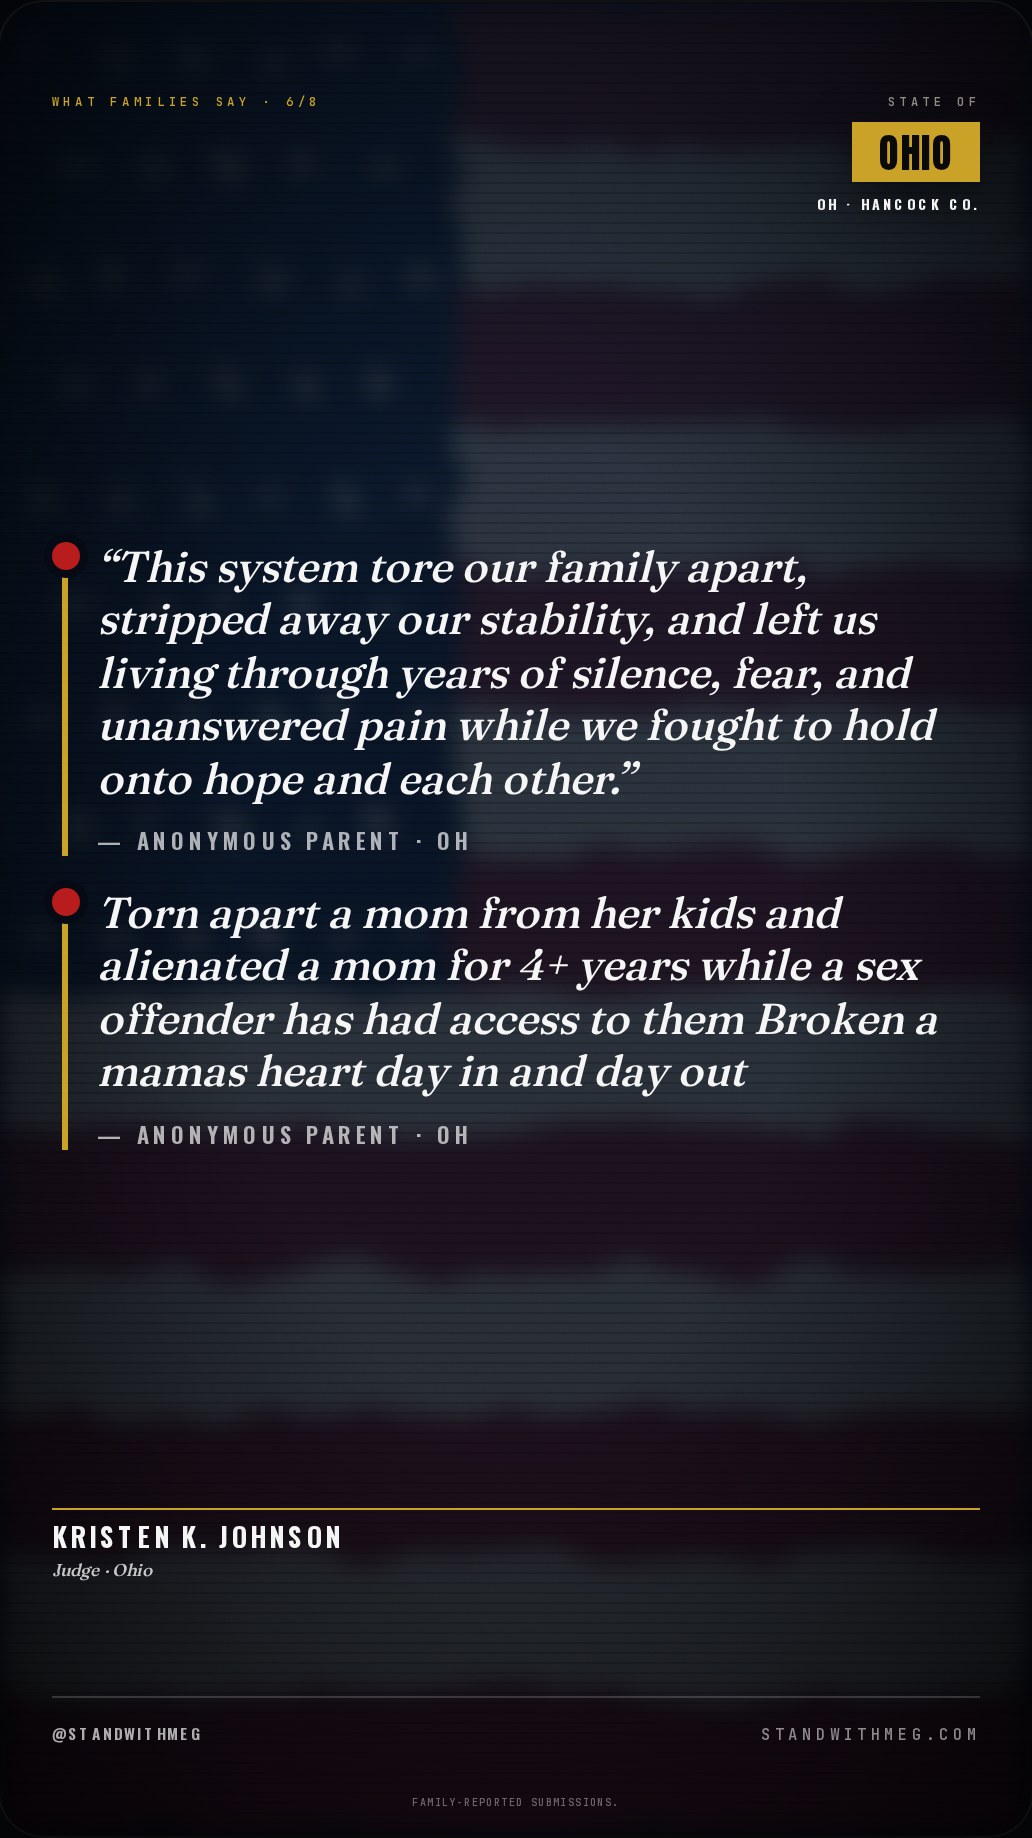 WHAT FAMILIES SAY · 6/8
STATE OF
OHIO
OH · HANCOCK CO.
“This system tore our family apart,
stripped away our stability, and left us
living through years of silence, fear, and
unanswered pain while we fought to hold
onto hope and each other.”
— ANONYMOUS PARENT · OH
Torn apart a mom from her kids and
alienated a mom for 4+ years while a sex
offender has had access to them Broken a
mamas heart day in and day out
— ANONYMOUS PARENT · OH
KRISTEN K. JOHNSON
Judge · Ohio
@STANDWITHMEG
STANDWITHMEG.COM
FAMILY-REPORTED SUBMISSIONS.